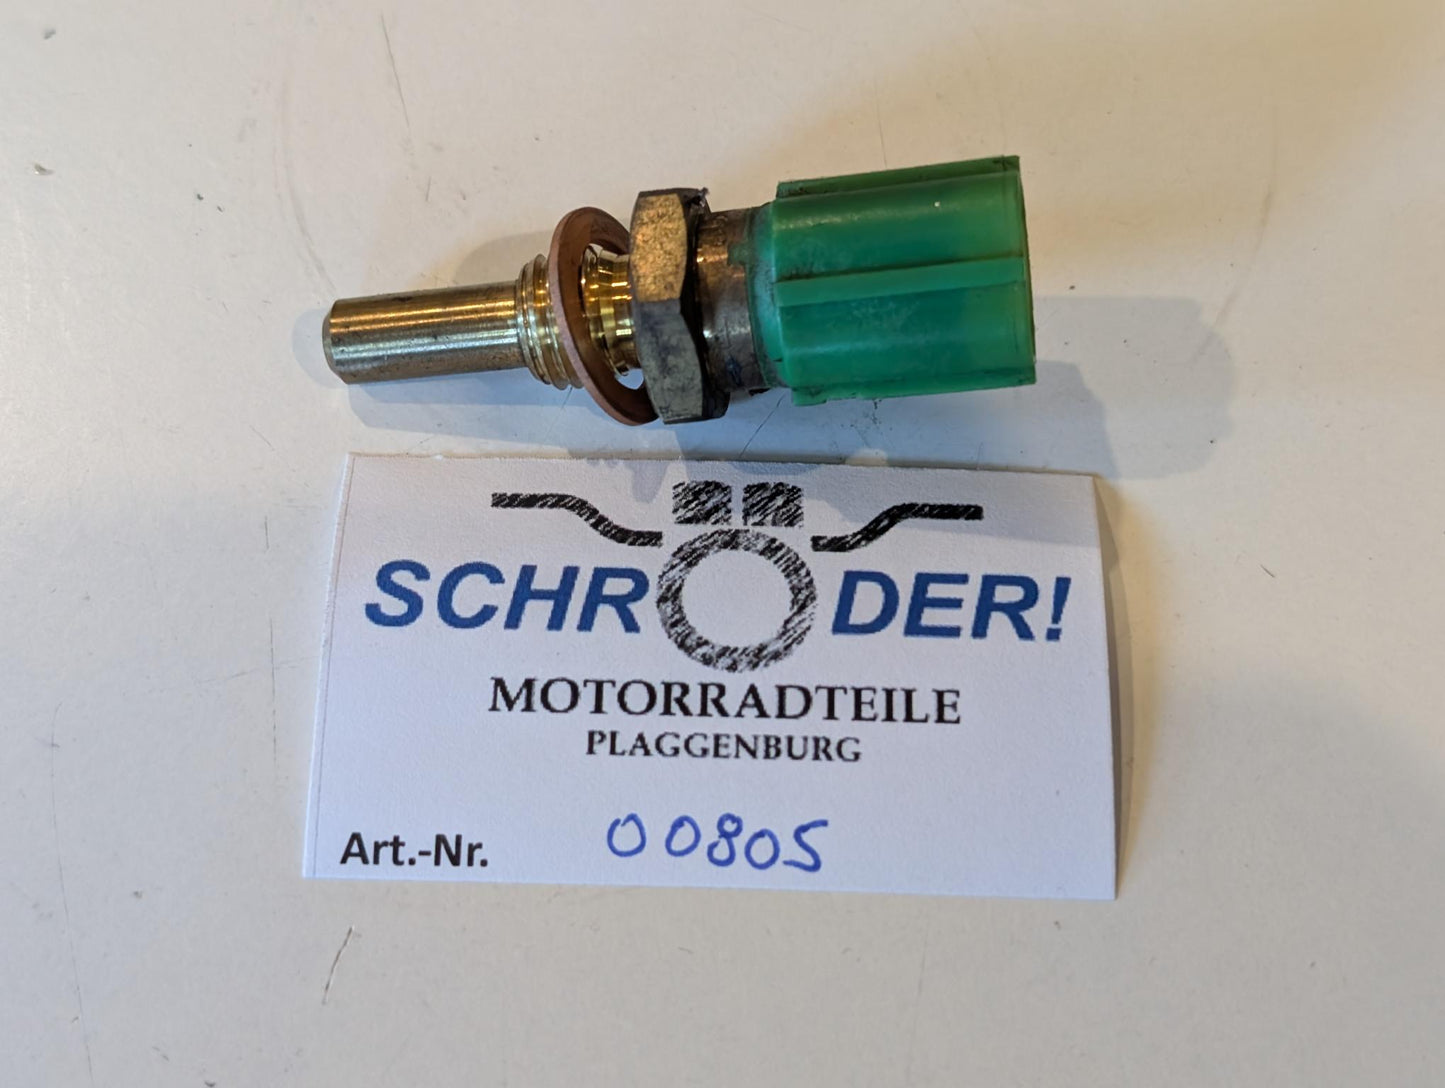 SCHRÖDER!
MOTORRADTEILE
PLAGGENBURG
Art.-Nr. 00805